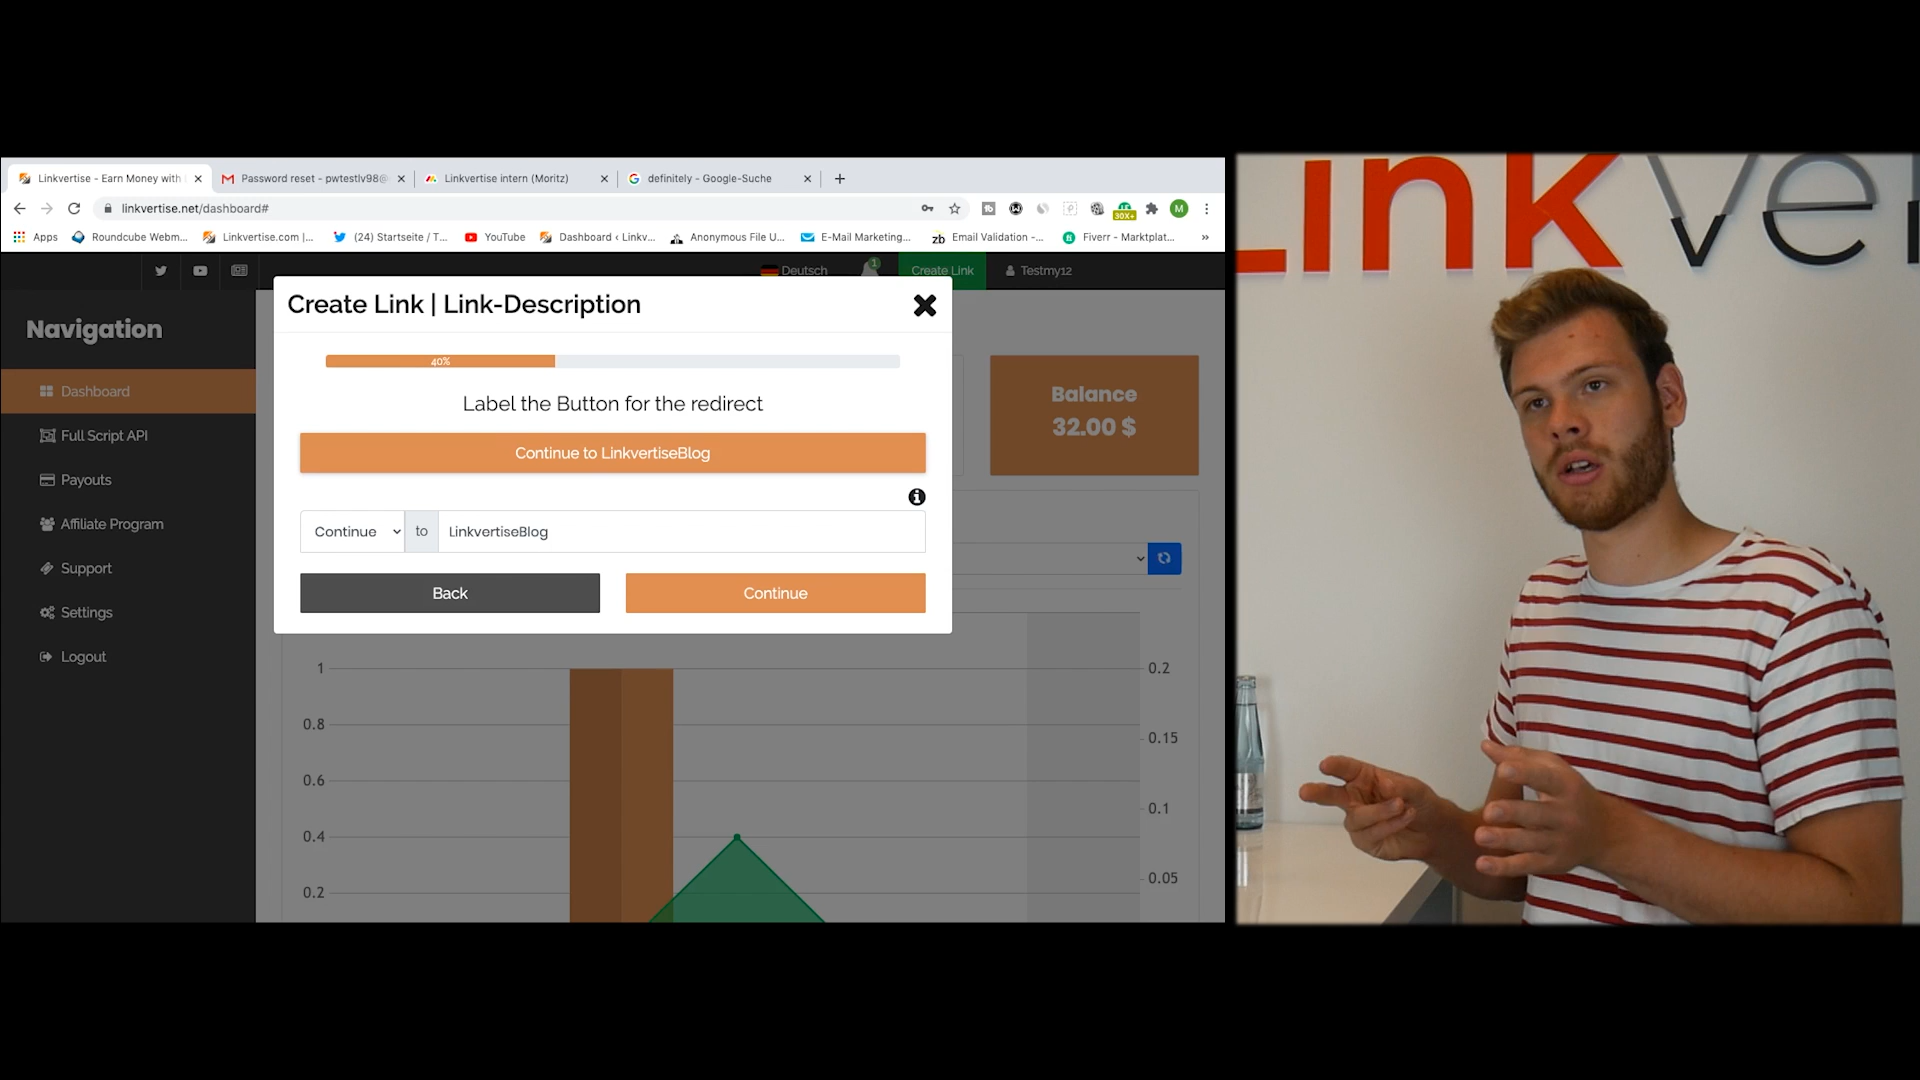 Linkvertise - Earn Money with
Password reset - pwtestlv98@
Linkvertise intern (Moritz)
definitely - Google-Suche
linkvertise.net/dashboard#
30X+
M
Apps
Roundcube Webm...
Linkvertise.com |...
(24) Startseite / T...
YouTube
Dashboard ‹ Linkv...
Anonymous File U...
E-Mail Marketing...
zb Email Validation -...
Fiverr - Marktplat...
»
Deutsch
1
Create Link
Testmy12
Navigation
Dashboard
Full Script API
Payouts
Affiliate Program
Support
Settings
Logout
Create Link | Link-Description
40%
Label the Button for the redirect
Continue to LinkvertiseBlog
Continue
to
LinkvertiseBlog
Back
Continue
Balance
32.00 $
1
0.8
0.6
0.4
0.2
0.2
0.15
0.1
0.05
Linkve